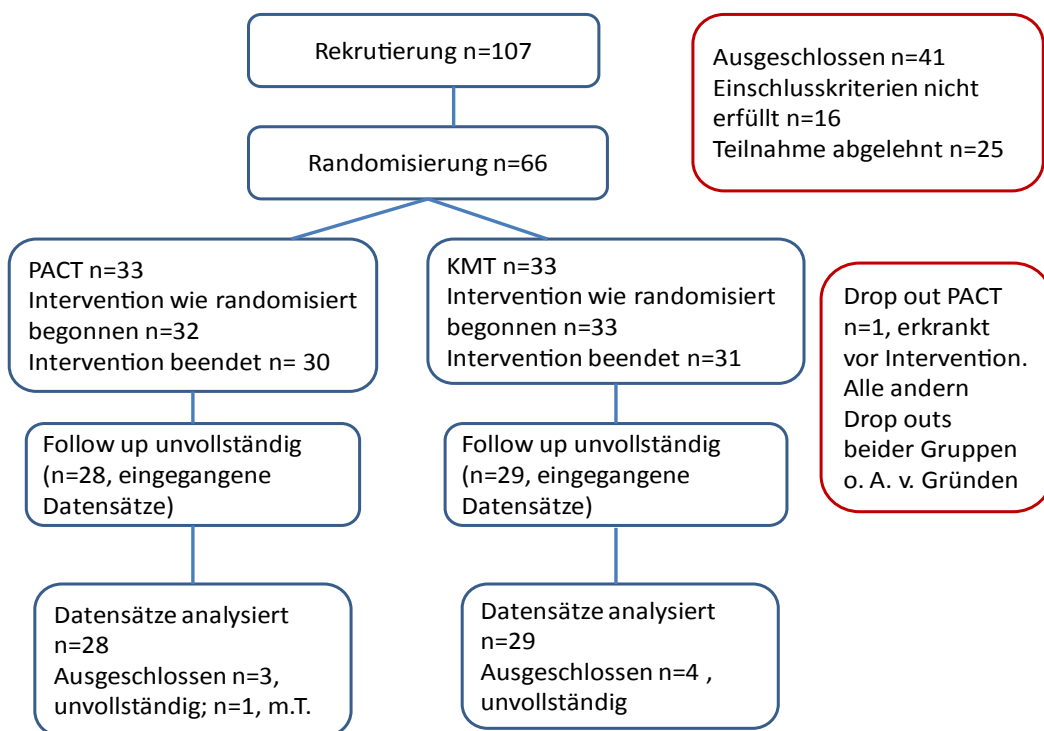 Rekrutierung n=107
Ausgeschlossen n=41
Einschlusskriterien nicht
erfüllt n=16
Teilnahme abgelehnt n=25
Randomisierung n=66
PACT n=33
Intervention wie randomisiert
begonnen n=32
Intervention beendet n= 30
KMT n=33
Intervention wie randomisiert
begonnen n=33
Intervention beendet n=31
Drop out PACT
n=1, erkrankt
vor Intervention.
Alle andern
Drop outs
beider Gruppen
o. A. v. Gründen
Follow up unvollständig
(n=28, eingegangene
Datensätze)
Follow up unvollständig
(n=29, eingegangene
Datensätze)
Datensätze analysiert
n=28
Ausgeschlossen n=3,
unvollständig; n=1, m.T.
Datensätze analysiert
n=29
Ausgeschlossen n=4 ,
unvollständig